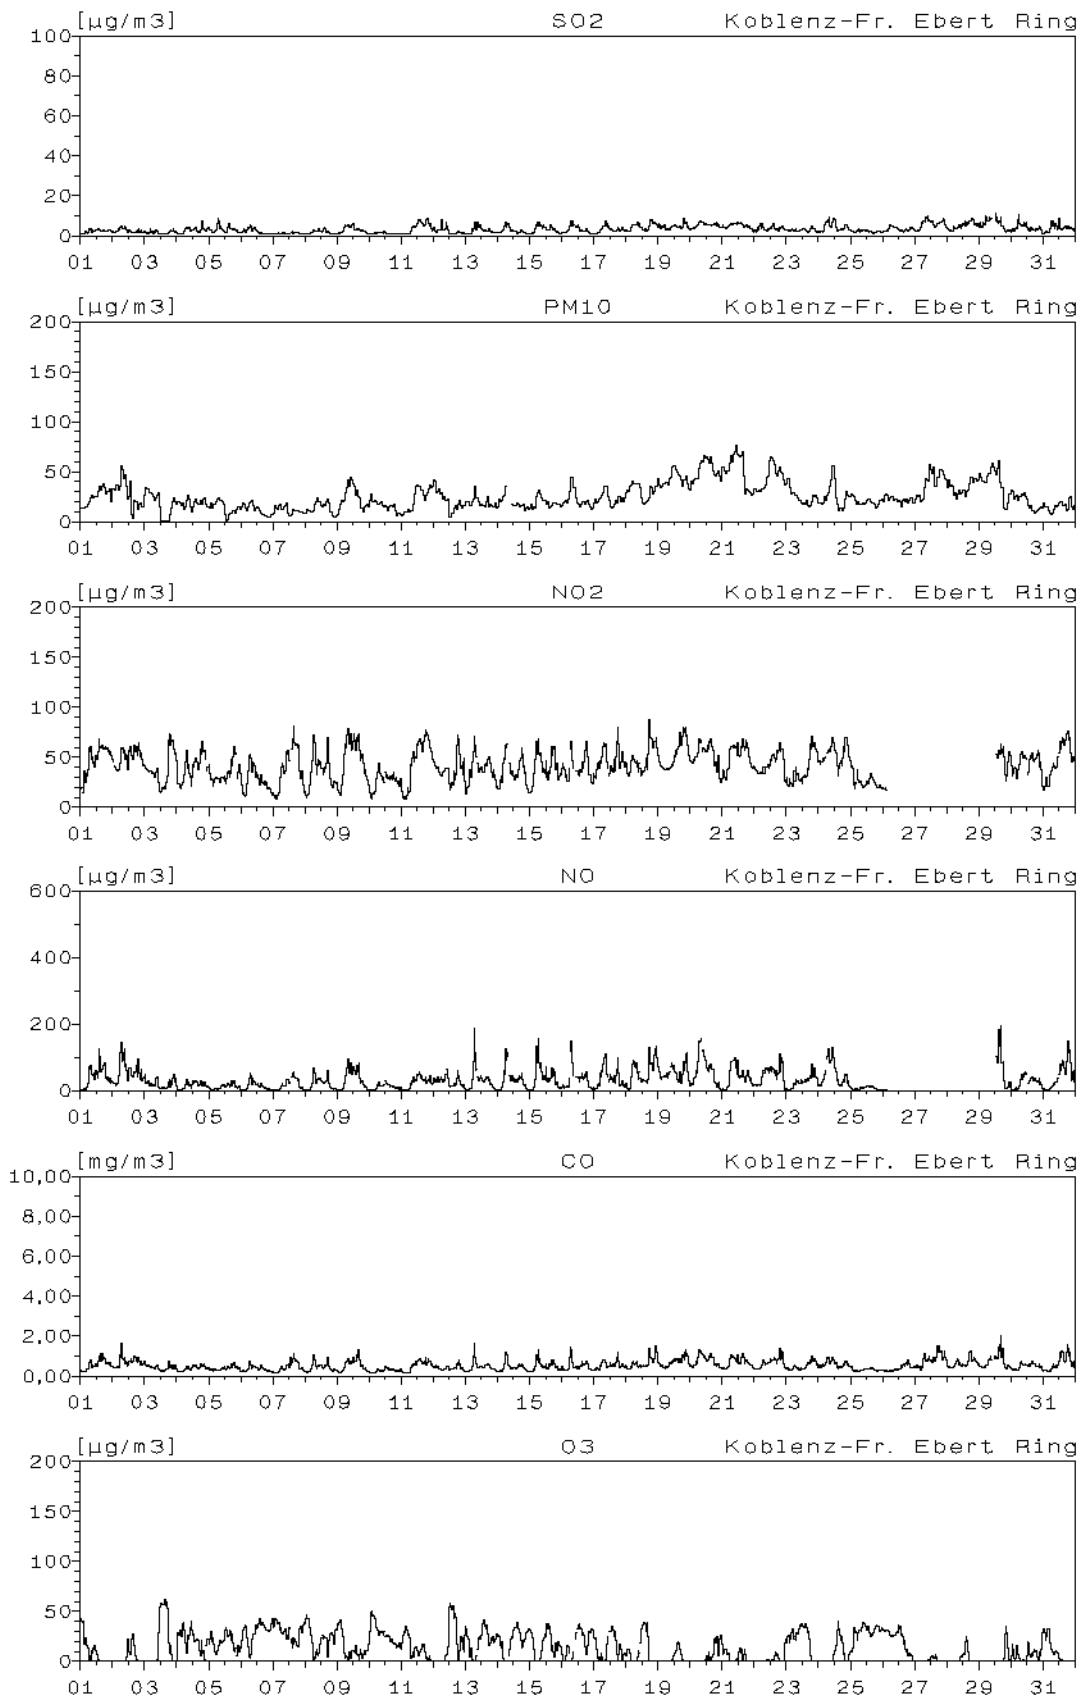 [µg/m3] SO2 Koblenz-Fr. Ebert Ring
100
80
60
40
20
0
01 03 05 07 09 11 13 15 17 19 21 23 25 27 29 31
[µg/m3] PM10 Koblenz-Fr. Ebert Ring
200
150
100
50
0
01 03 05 07 09 11 13 15 17 19 21 23 25 27 29 31
[µg/m3] NO2 Koblenz-Fr. Ebert Ring
200
150
100
50
0
01 03 05 07 09 11 13 15 17 19 21 23 25 27 29 31
[µg/m3] NO Koblenz-Fr. Ebert Ring
600
400
200
0
01 03 05 07 09 11 13 15 17 19 21 23 25 27 29 31
[mg/m3] CO Koblenz-Fr. Ebert Ring
10,00
8,00
6,00
4,00
2,00
0,00
01 03 05 07 09 11 13 15 17 19 21 23 25 27 29 31
[µg/m3] O3 Koblenz-Fr. Ebert Ring
200
150
100
50
0
01 03 05 07 09 11 13 15 17 19 21 23 25 27 29 31